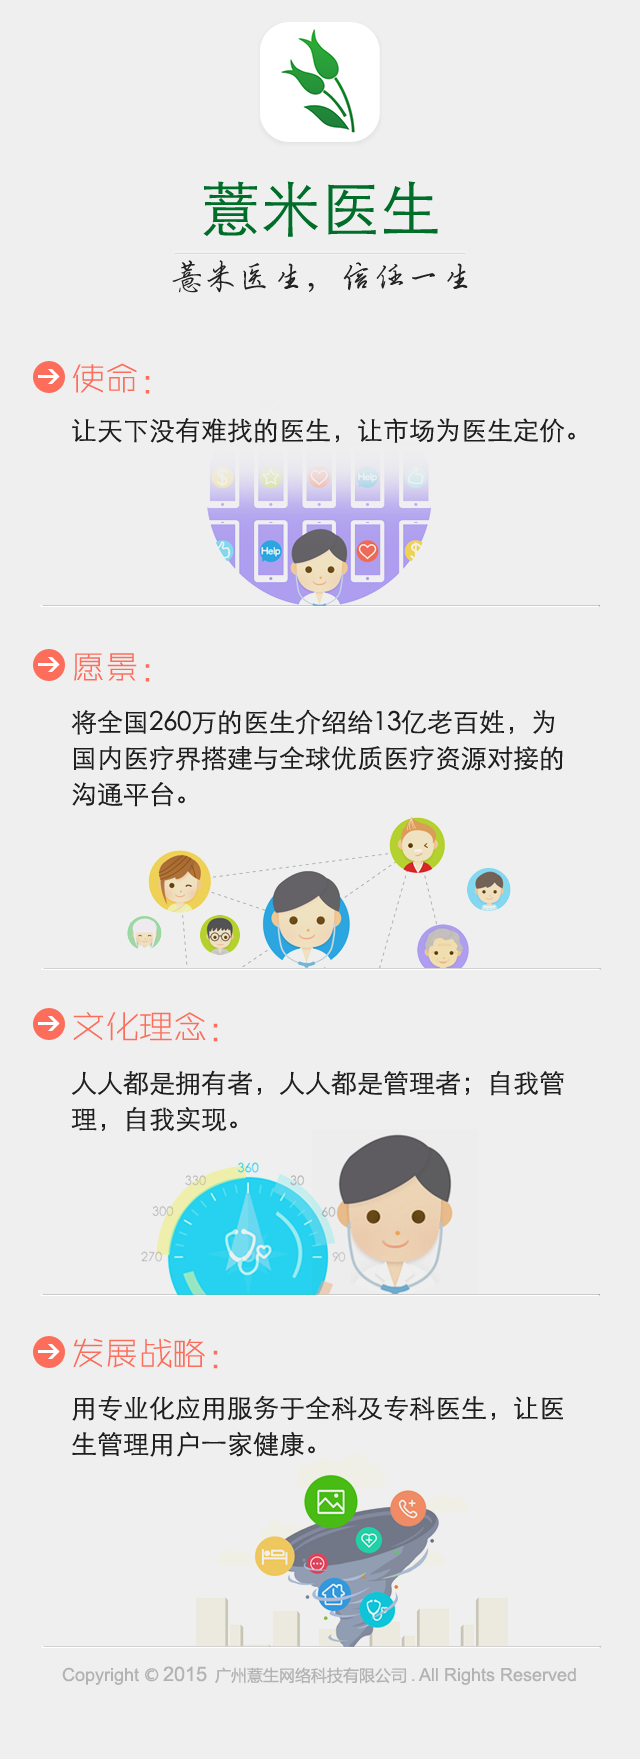 薏米医生
薏米医生，信任一生
使命：
让天下没有难找的医生，让市场为医生定价。
Help
Help
愿景：
将全国260万的医生介绍给13亿老百姓，为
国内医疗界搭建与全球优质医疗资源对接的
沟通平台。
文化理念：
人人都是拥有者，人人都是管理者；自我管
理，自我实现。
360
330
30
300
60
270
90
发展战略：
用专业化应用服务于全科及专科医生，让医
生管理用户一家健康。
Copyright © 2015 广州薏生网络科技有限公司 . All Rights Reserved